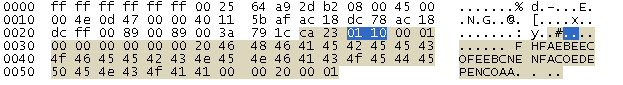 0000 ff ff ff ff ff ff 00 25 64 a9 2d b2 08 00 45 00 .......% d.-...E.
0010 00 4e 0d 47 00 00 40 11 5b af ac 18 dc 78 ac 18 .N.G..@. [....x..
0020 dc ff 00 89 00 89 00 3a 79 1c ca 23 01 10 00 01 .......: y..#....
0030 00 00 00 00 00 00 20 46 48 46 41 45 42 45 45 43 ...... F HFAEBEEC
0040 4f 46 45 45 42 43 4e 45 4e 46 41 43 4f 45 44 45 OFEEBCNE NFACOEDE
0050 50 45 4e 43 4f 41 41 00 00 20 00 01 PENCOAA. . ..